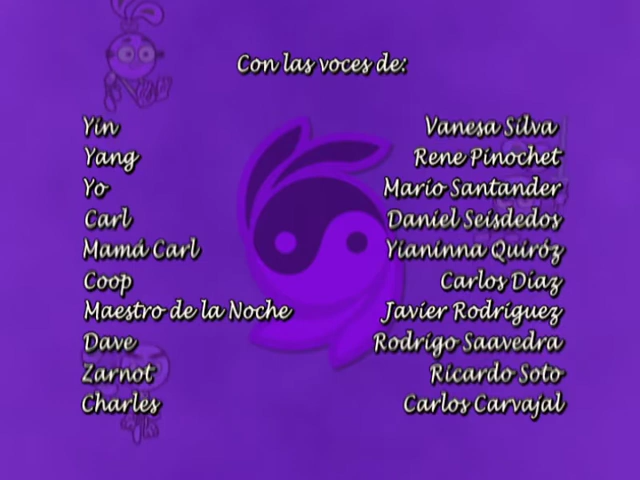 Con las voces de:
Yin Vanesa Silva
Yang Rene Pinochet
Yo Mario Santander
Carl Daniel Seisdedos
Mamá Carl Yianinna Quiróz
Coop Carlos Díaz
Maestro de la Noche Javier Rodríguez
Dave Rodrigo Saavedra
Zarnot Ricardo Soto
Charles Carlos Carvajal